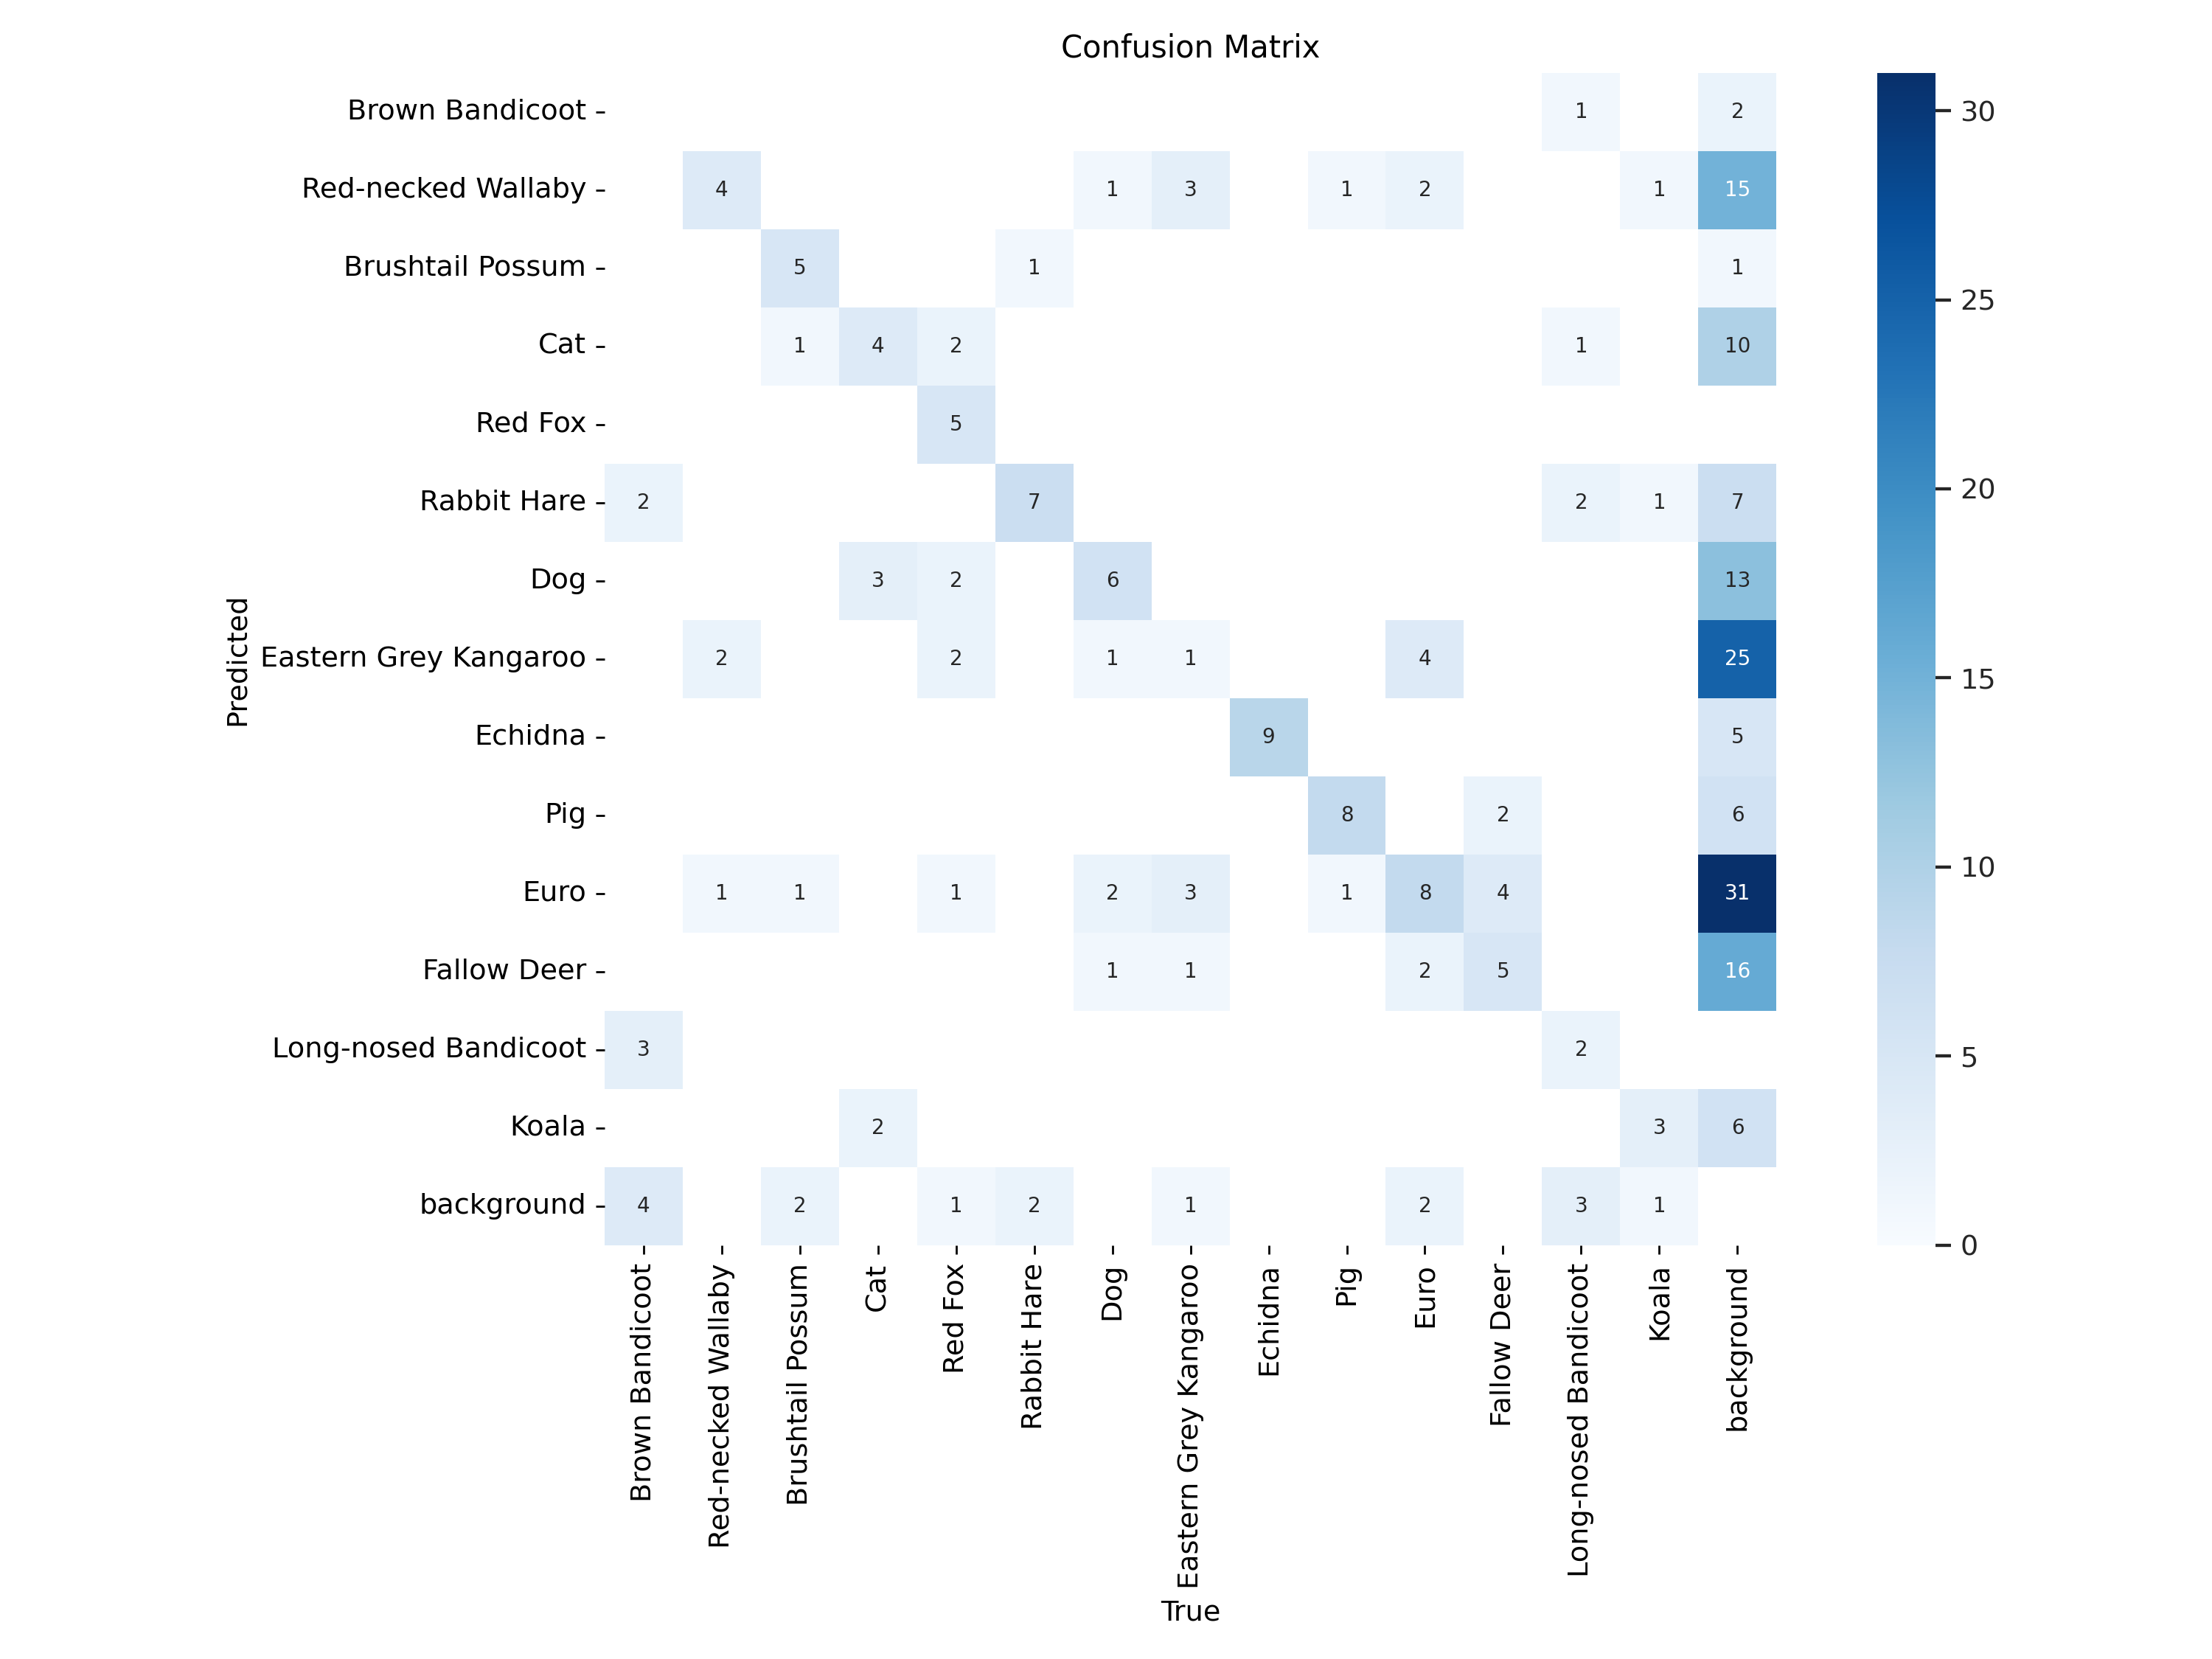 Confusion Matrix
Predicted
Brown Bandicoot 1 2
Red-necked Wallaby 4 1 3 1 2 1 15
Brushtail Possum 5 1 1
Cat 1 4 2 1 10
Red Fox 5
Rabbit Hare 2 7 2 1 7
Dog 3 2 6 13
Eastern Grey Kangaroo 2 2 1 1 4 25
Echidna 9 5
Pig 8 2 6
Euro 1 1 1 2 3 1 8 4 31
Fallow Deer 1 1 2 5 16
Long-nosed Bandicoot 3 2
Koala 2 3 6
background 4 2 1 2 1 2 3 1
Brown Bandicoot
Red-necked Wallaby
Brushtail Possum
Cat
Red Fox
Rabbit Hare
Dog
Eastern Grey Kangaroo
Echidna
Pig
Euro
Fallow Deer
Long-nosed Bandicoot
Koala
background
True
30
25
20
15
10
5
0